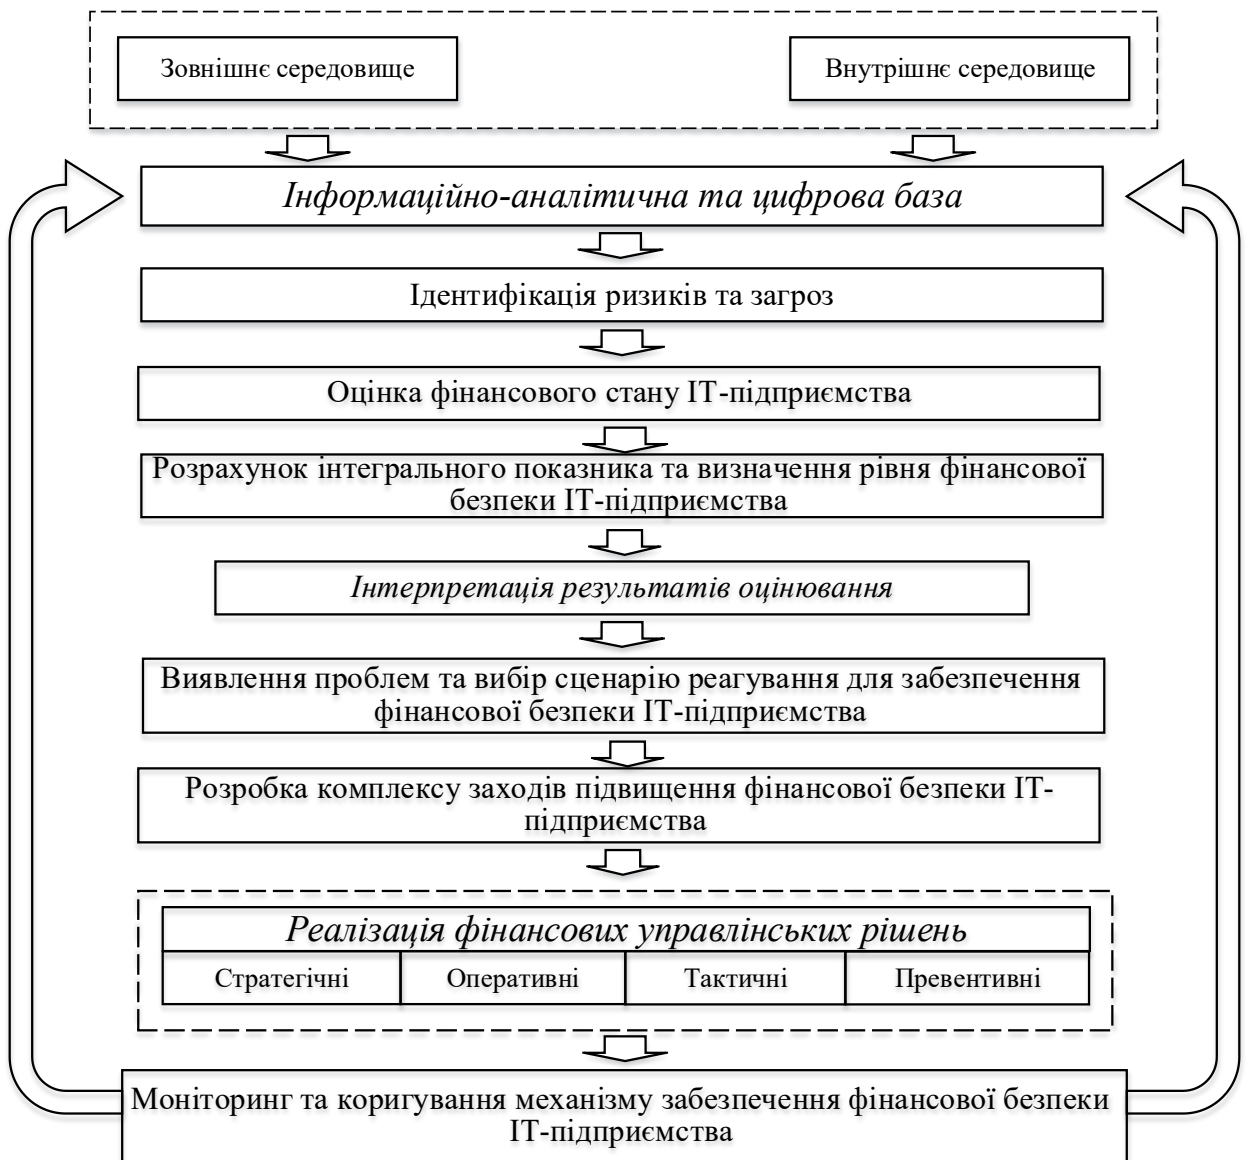 Зовнішнє середовище
Внутрішнє середовище
Інформаційно-аналітична та цифрова база
Ідентифікація ризиків та загроз
Оцінка фінансового стану ІТ-підприємства
Розрахунок інтегрального показника та визначення рівня фінансової
безпеки ІТ-підприємства
Інтерпретація результатів оцінювання
Виявлення проблем та вибір сценарію реагування для забезпечення
фінансової безпеки ІТ-підприємства
Розробка комплексу заходів підвищення фінансової безпеки ІТ-
підприємства
Реалізація фінансових управлінських рішень
Стратегічні
Оперативні
Тактичні
Превентивні
Моніторинг та коригування механізму забезпечення фінансової безпеки
ІТ-підприємства